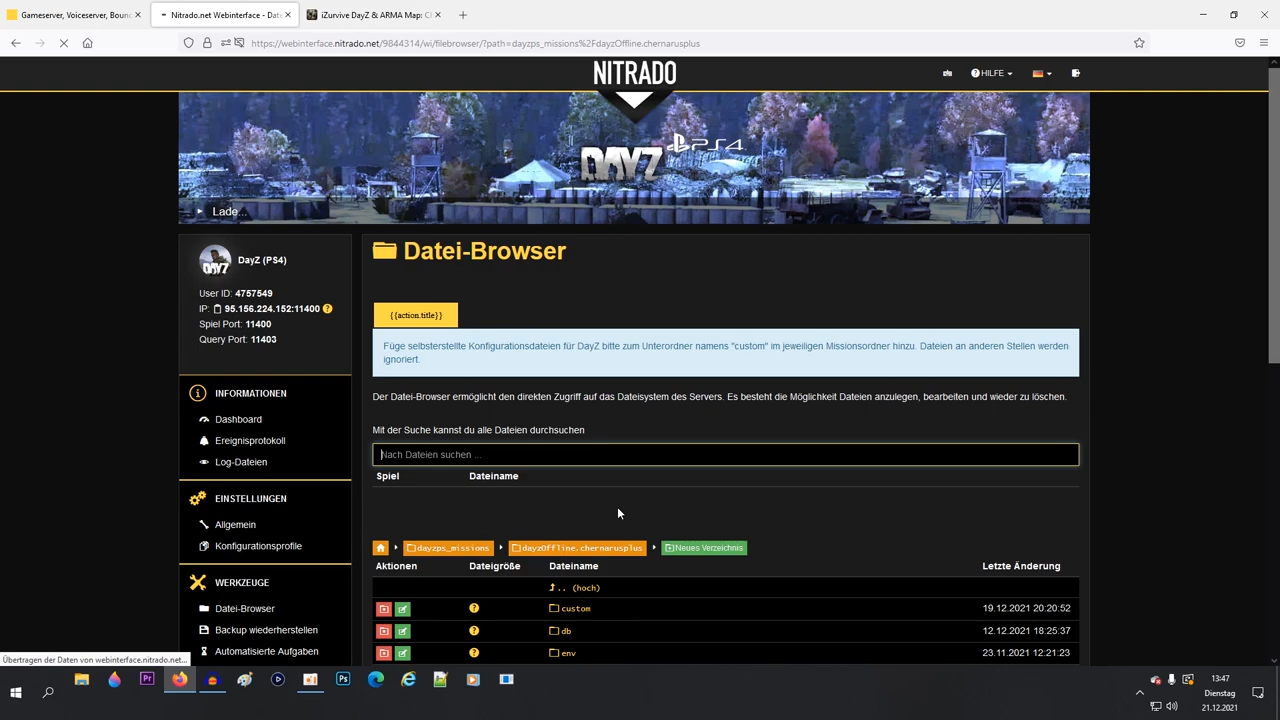 Gameserver, Voiceserver, Boun
Nitrado.net Webinterface - Date
iZurvive DayZ & ARMA Map: Ch
https://webinterface.nitrado.net/9844314/wi/filebrowser/?path=dayzps_missions%2FdayzOffline.chernarusplus
NITRADO
HILFE
DAYZ PS4
Lade...
DAYZ
DayZ (PS4)
User ID: 4757549
IP: 95.156.224.152:11400
Spiel Port: 11400
Query Port: 11403
INFORMATIONEN
Dashboard
Ereignisprotokoll
Log-Dateien
EINSTELLUNGEN
Allgemein
Konfigurationsprofile
WERKZEUGE
Datei-Browser
Backup wiederherstellen
Automatisierte Aufgaben
Datei-Browser
{{action.title}}
Füge selbsterstellte Konfigurationsdateien für DayZ bitte zum Unterordner namens "custom" im jeweiligen Missionsordner hinzu. Dateien an anderen Stellen werden
ignoriert.
Der Datei-Browser ermöglicht den direkten Zugriff auf das Dateisystem des Servers. Es besteht die Möglichkeit Dateien anzulegen, bearbeiten und wieder zu löschen.
Mit der Suche kannst du alle Dateien durchsuchen
Nach Dateien suchen ...
Spiel Dateiname
dayzps_missions dayzOffline.chernarusplus Neues Verzeichnis
Aktionen Dateigröße Dateiname Letzte Änderung
.. (hoch)
custom 19.12.2021 20:20:52
db 12.12.2021 18:25:37
env 23.11.2021 12:21:23
Übertragen der Daten von webinterface.nitrado.net...
13:47
Dienstag
21.12.2021